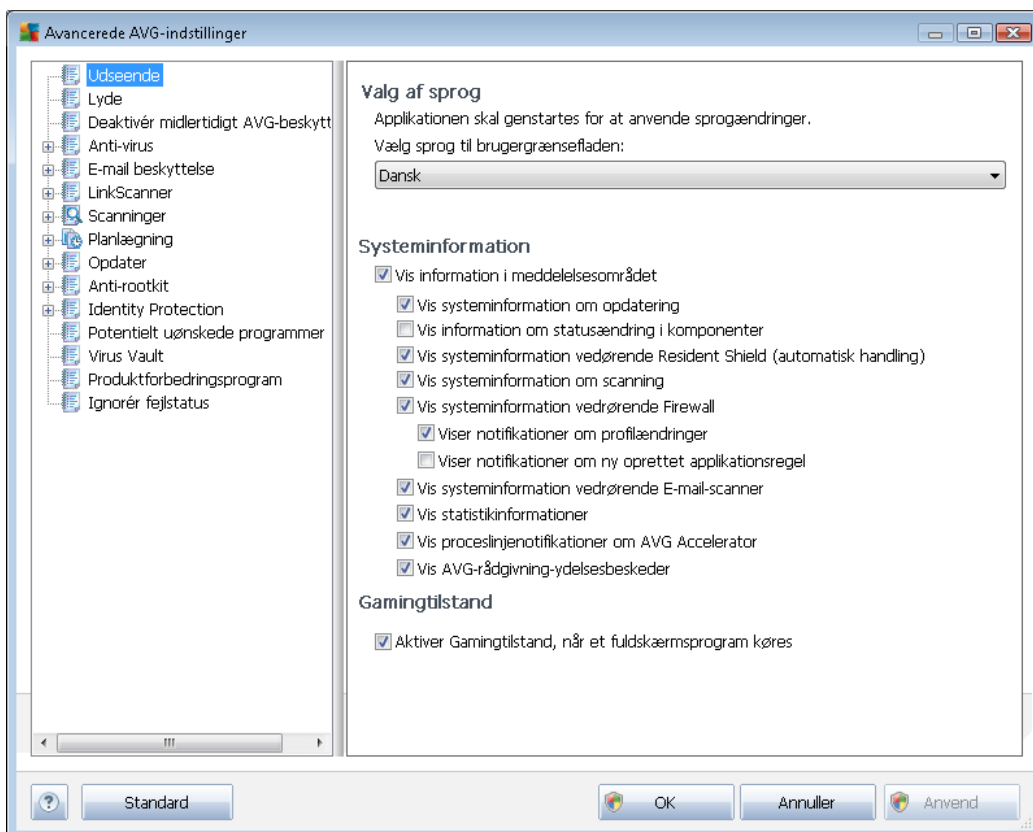 Avancerede AVG-indstillinger
Udseende
Lyde
Deaktivér midlertidigt AVG-beskytt
Anti-virus
E-mail beskyttelse
LinkScanner
Scanninger
Planlægning
Opdater
Anti-rootkit
Identity Protection
Potentielt uønskede programmer
Virus Vault
Produktforbedringsprogram
Ignorér fejlstatus
Valg af sprog
Applikationen skal genstartes for at anvende sprogændringer.
Vælg sprog til brugergrænsefladen:
Dansk
Systeminformation
Vis information i meddelelsesområdet
Vis systeminformation om opdatering
Vis information om statusændring i komponenter
Vis systeminformation vedørende Resident Shield (automatisk handling)
Vis systeminformation om scanning
Vis systeminformation vedrørende Firewall
Viser notifikationer om profilændringer
Viser notifikationer om ny oprettet applikationsregel
Vis systeminformation vedrørende E-mail-scanner
Vis statistikinformationer
Vis proceslinjenotifikationer om AVG Accelerator
Vis AVG-rådgivning-ydelsesbeskeder
Gamingtilstand
Aktiver Gamingtilstand, når et fuldskærmsprogram køres
?
Standard
OK
Annuller
Anvend